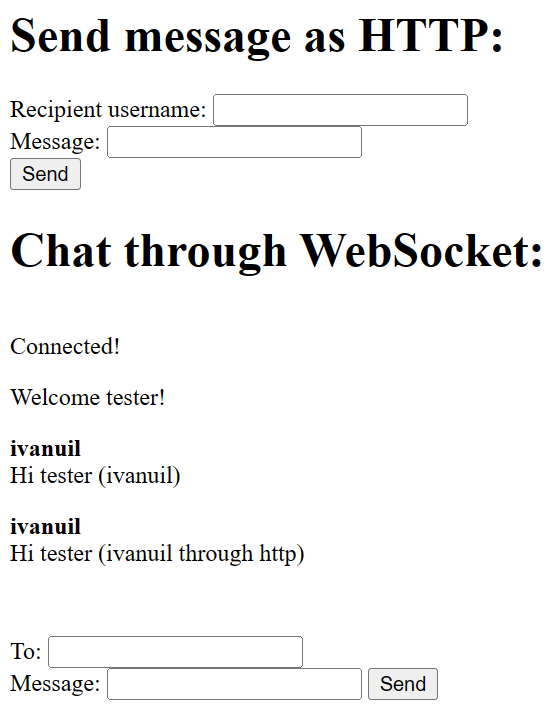 Send message as HTTP:
Recipient username:
Message:
Send
Chat through WebSocket:
Connected!
Welcome tester!
ivanuil
Hi tester (ivanuil)
ivanuil
Hi tester (ivanuil through http)
To:
Message: Send